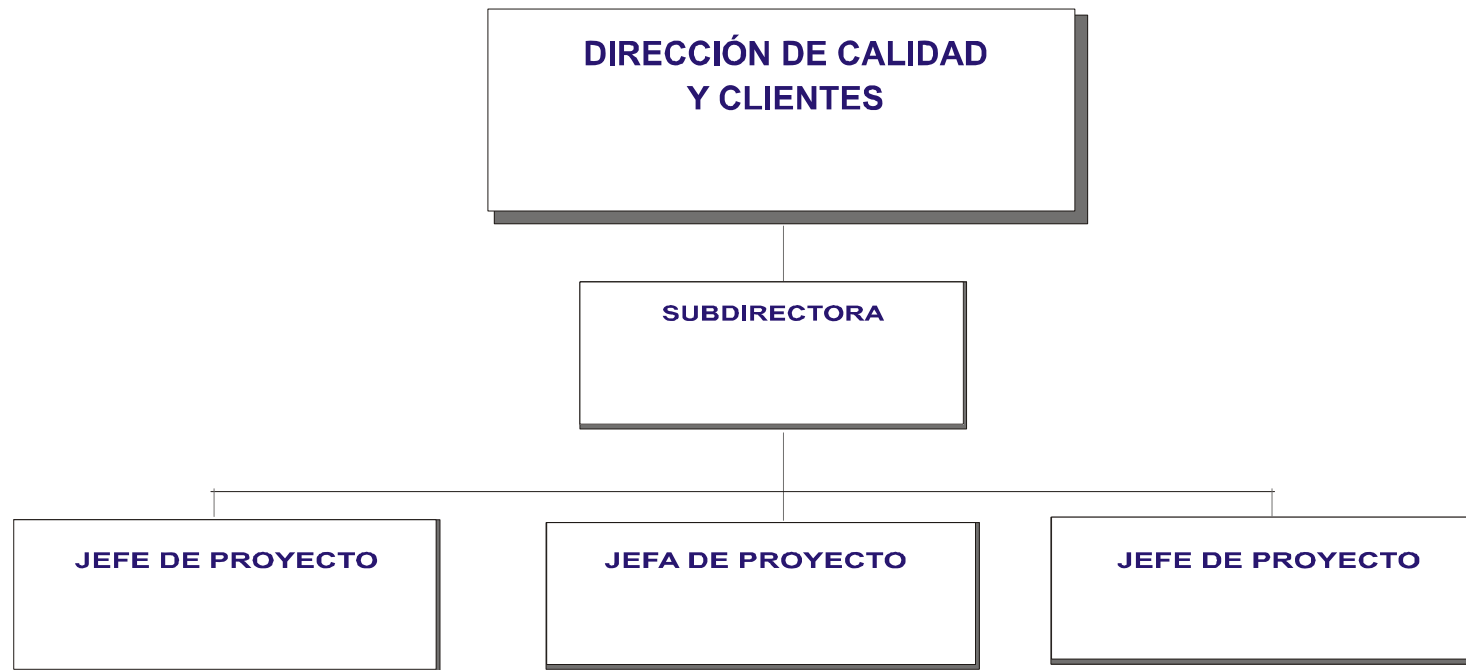 DIRECCIÓN DE CALIDAD
Y CLIENTES
SUBDIRECTORA
JEFE DE PROYECTO
JEFA DE PROYECTO
JEFE DE PROYECTO